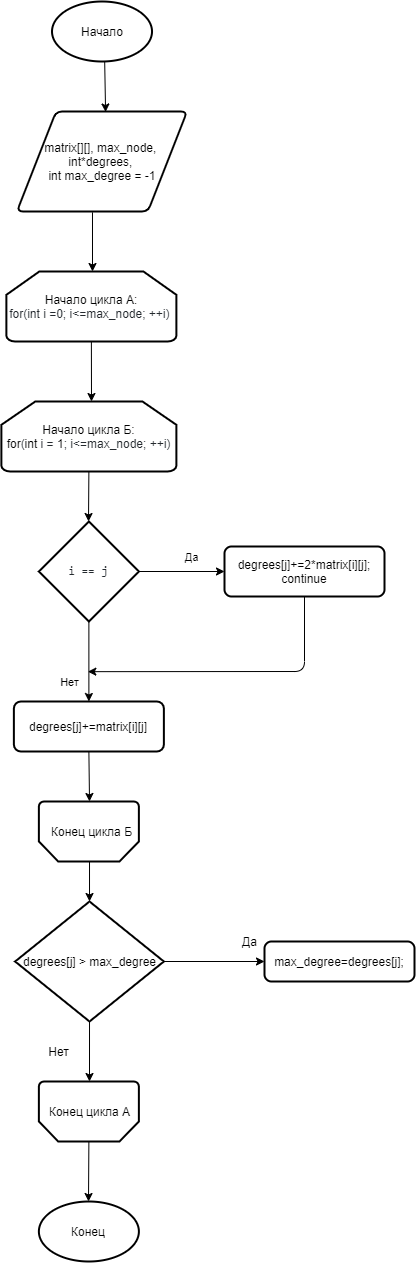 Начало
matrix[][], max_node,
int*degrees,
int max_degree = -1
Начало цикла А:
for(int i =0; i<=max_node; ++i)
Начало цикла Б:
for(int i = 1; i<=max_node; ++i)
i == j
Да
degrees[j]+=2*matrix[i][j];
continue
Нет
degrees[j]+=matrix[i][j]
Конец цикла Б
degrees[j] > max_degree
Да
max_degree=degrees[j];
Нет
Конец цикла А
Конец